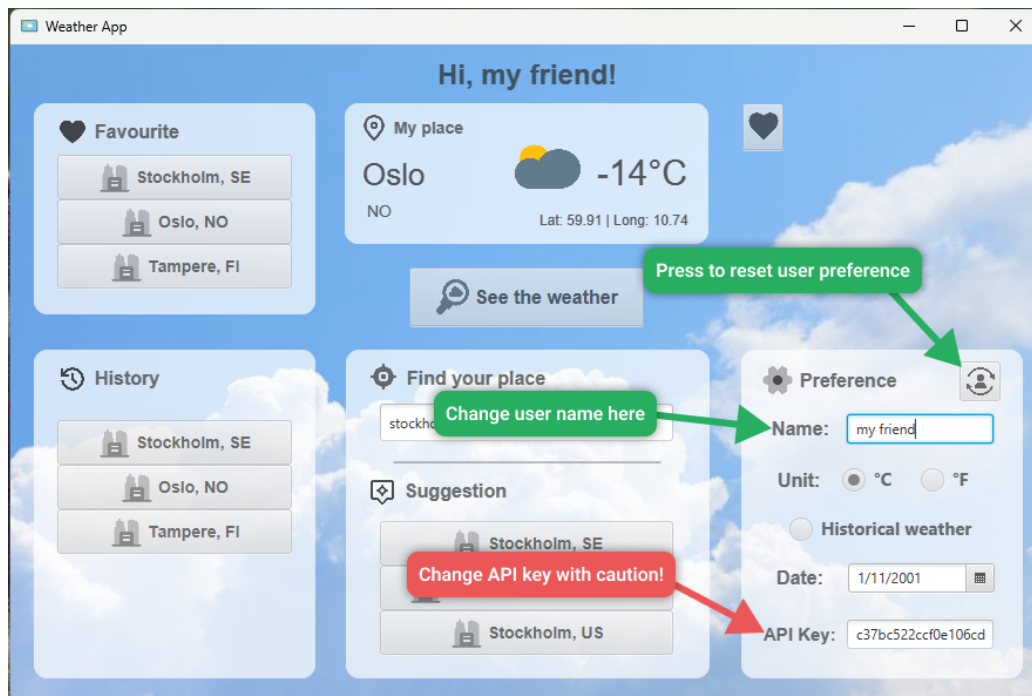 Weather App
Hi, my friend!
Favourite
Stockholm, SE
Oslo, NO
Tampere, FI
My place
Oslo
-14°C
NO
Lat: 59.91 | Long: 10.74
See the weather
Press to reset user preference
History
Stockholm, SE
Oslo, NO
Tampere, FI
Find your place
Change user name here
Suggestion
Stockholm, SE
Change API key with caution!
Stockholm, US
Preference
Name:
my friend
Unit:
°C
°F
Historical weather
Date:
1/11/2001
API Key:
c37bc522ccf0e106cd